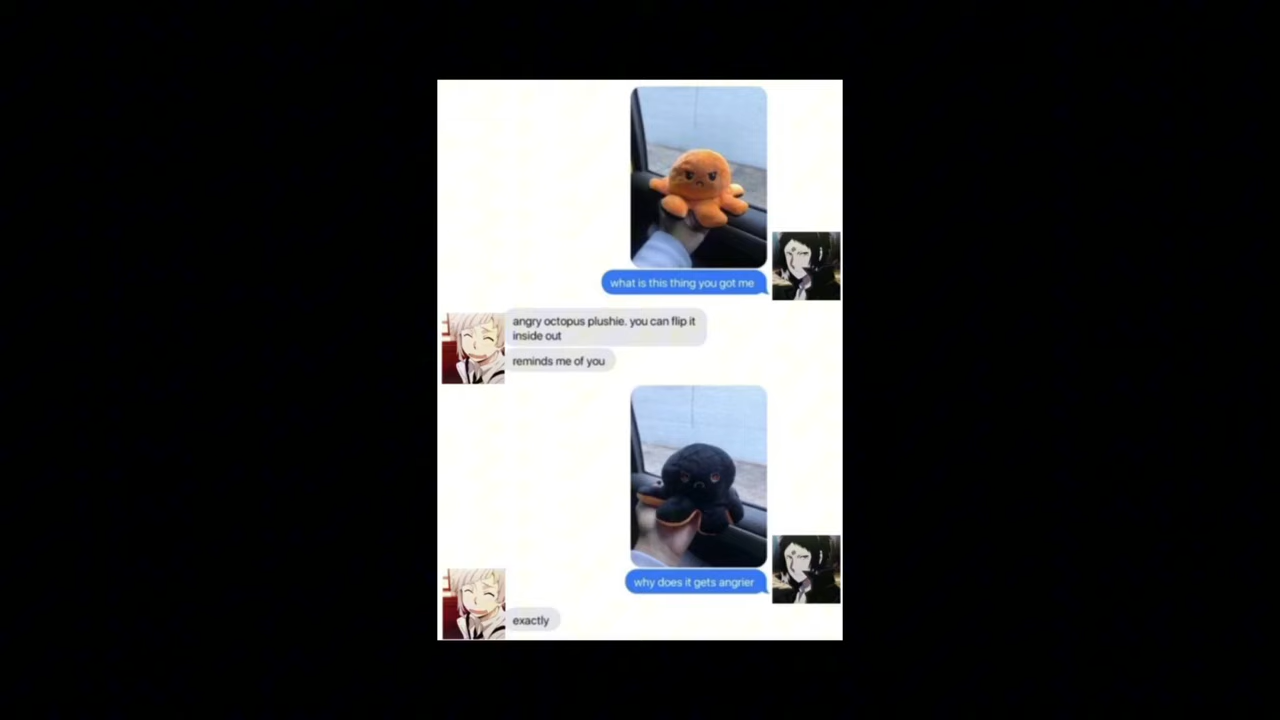 what is this thing you got me
angry octopus plushie. you can flip it
inside out
reminds me of you
why does it gets angrier
exactly